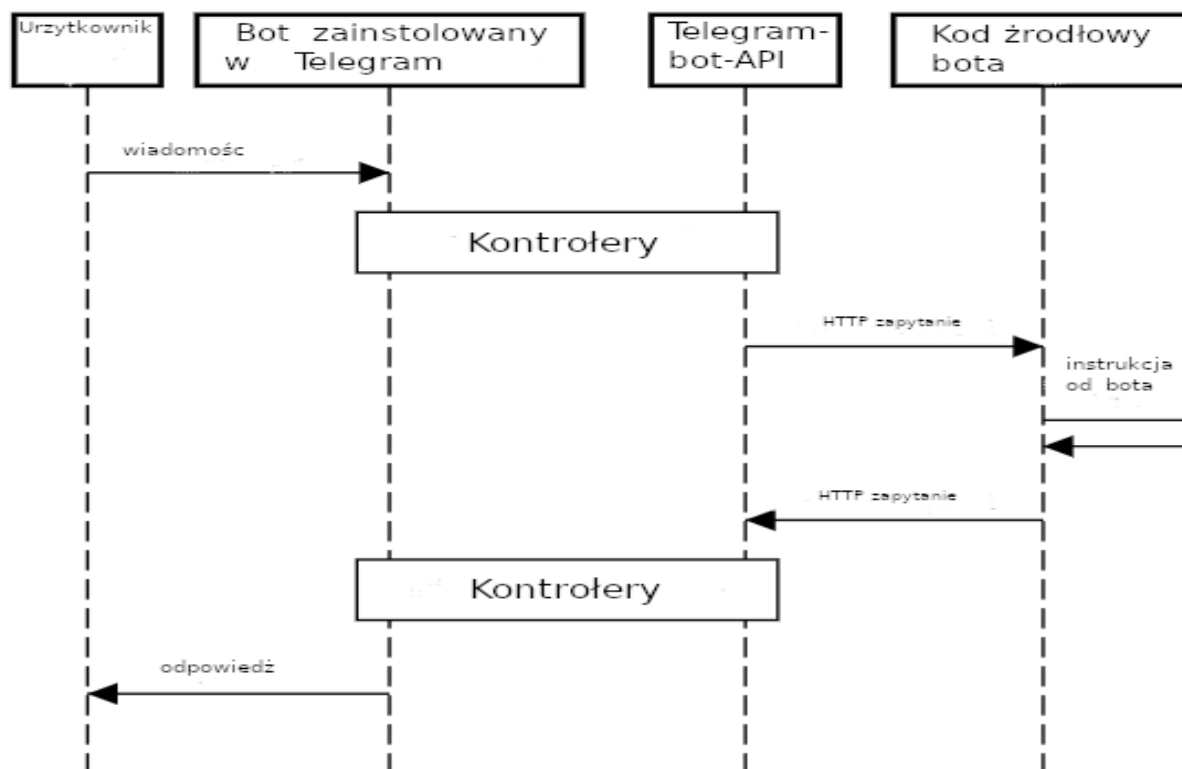 Urzytkownik
Bot zainstolowany
w Telegram
Telegram-
bot-API
Kod żrodłowy
bota
wiadomośc
Kontrołery
HTTP zapytanie
instrukcja
od bota
HTTP zapytanie
Kontrołery
odpowiedż